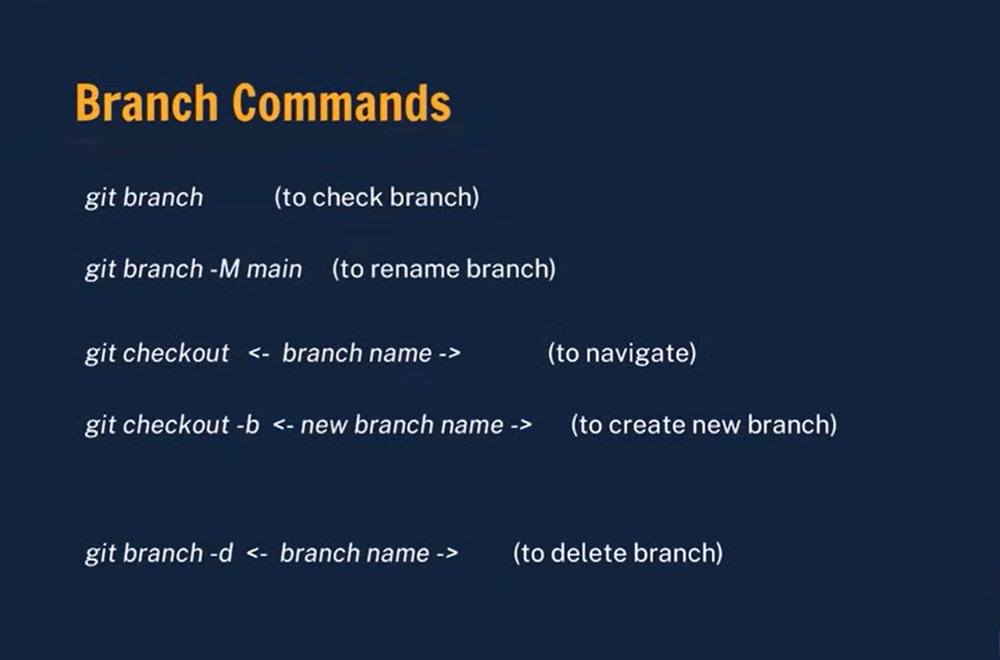 Branch Commands
git branch (to check branch)
git branch -M main (to rename branch)
git checkout <- branch name -> (to navigate)
git checkout -b <- new branch name -> (to create new branch)
git branch -d <- branch name -> (to delete branch)